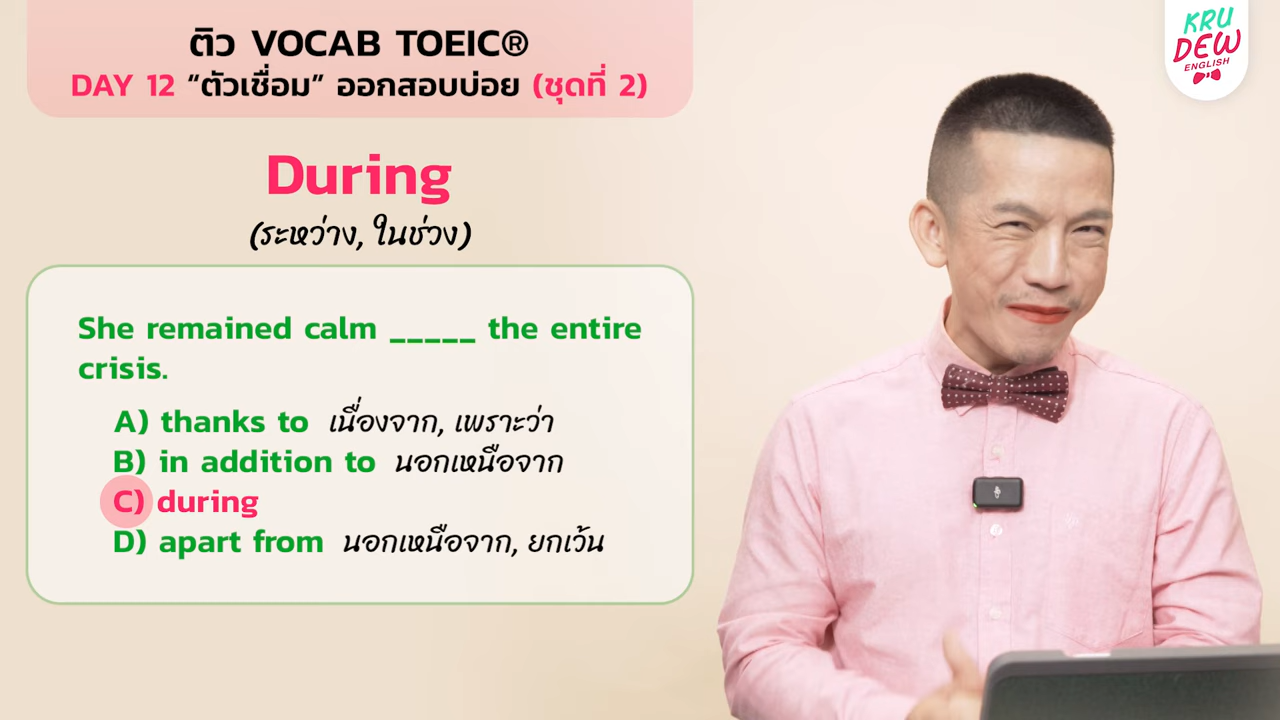 ติว VOCAB TOEIC®
DAY 12 “ตัวเชื่อม” ออกสอบบ่อย (ชุดที่ 2)
During
(ระหว่าง, ในช่วง)
She remained calm _____ the entire
crisis.
A) thanks to เนื่องจาก, เพราะว่า
B) in addition to นอกเหนือจาก
C) during
D) apart from นอกเหนือจาก, ยกเว้น
KRU
DEW
ENGLISH